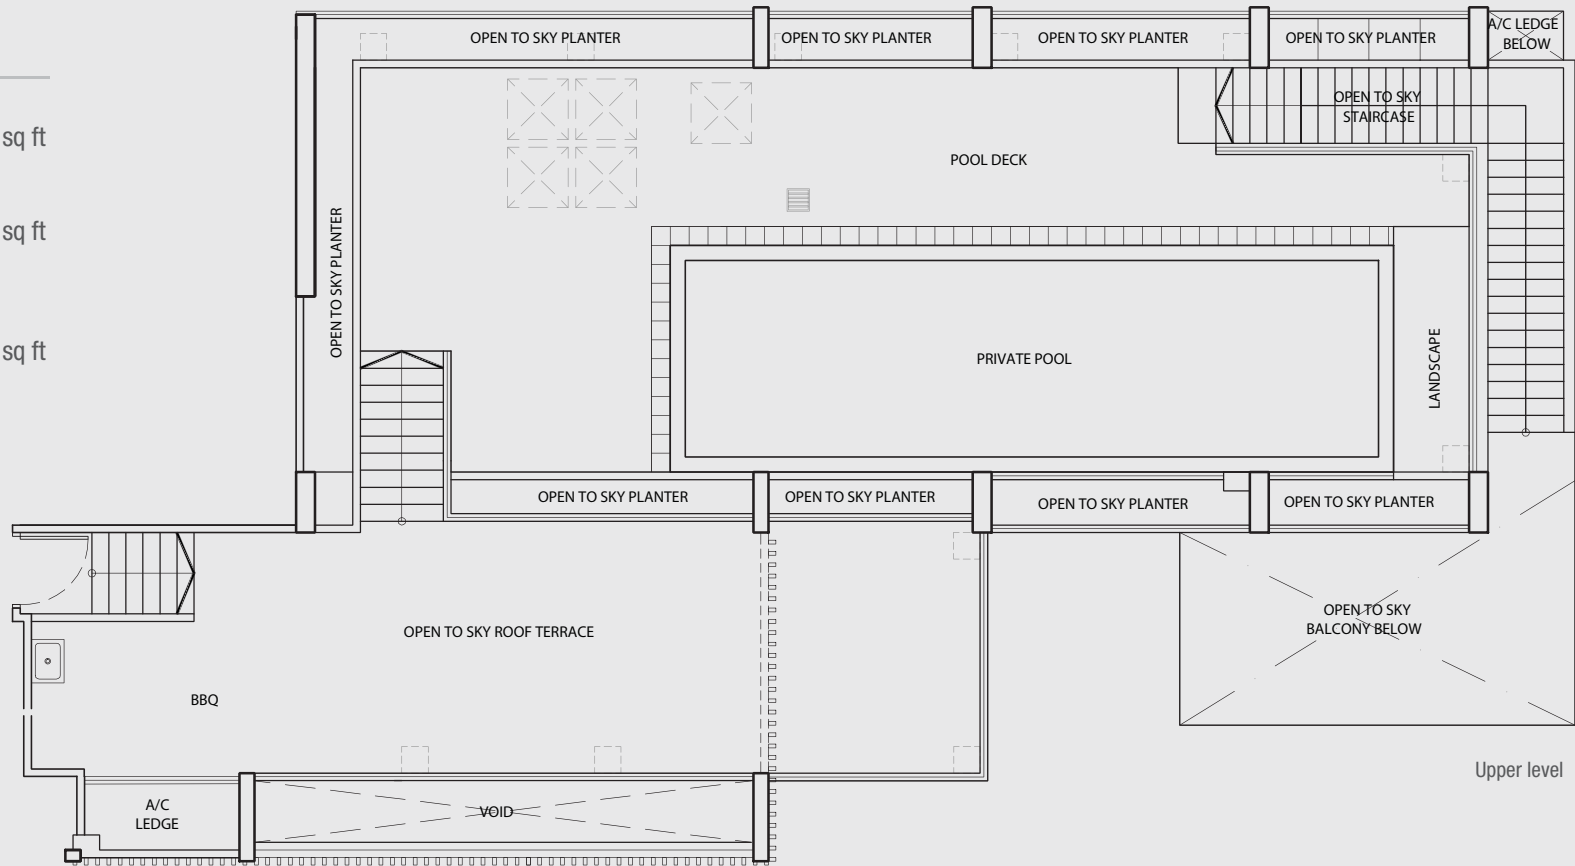 OPEN TO SKY PLANTER
OPEN TO SKY PLANTER
OPEN TO SKY PLANTER
OPEN TO SKY PLANTER
A/C LEDGE
BELOW
sq ft
OPEN TO SKY
STAIRCASE
POOL DECK
sq ft
OPEN TO SKY PLANTER
sq ft
PRIVATE POOL
LANDSCAPE
OPEN TO SKY PLANTER
OPEN TO SKY PLANTER
OPEN TO SKY PLANTER
OPEN TO SKY PLANTER
OPEN TO SKY ROOF TERRACE
OPEN TO SKY
BALCONY BELOW
BBQ
Upper level
A/C
LEDGE
VOID